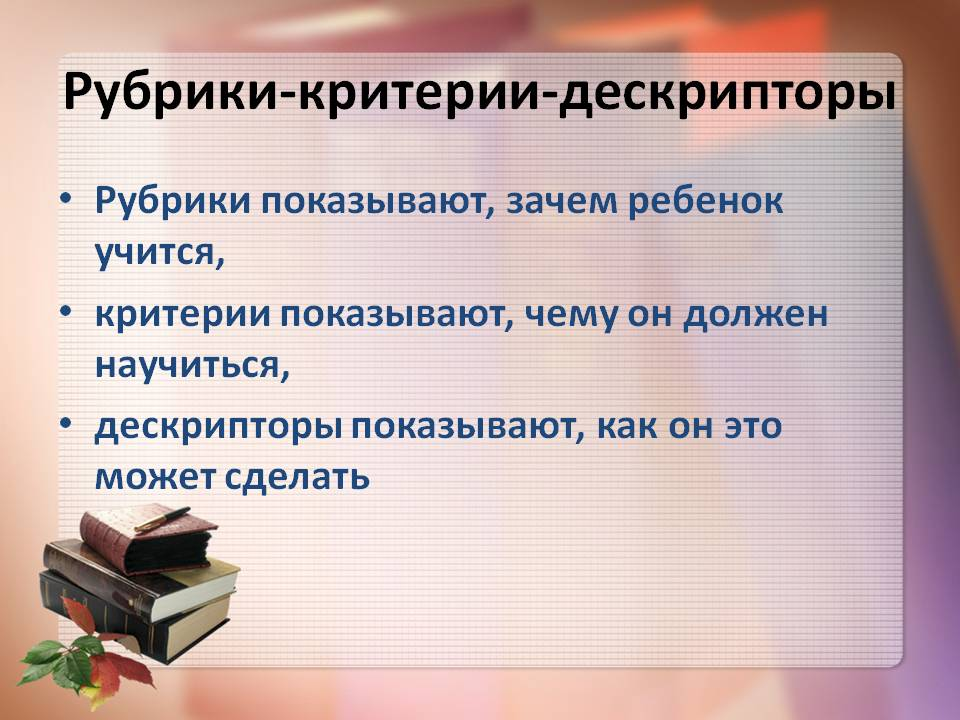 Рубрики-критерии-дескрипторы
• Рубрики показывают, зачем ребенок
учится,
• критерии показывают, чему он должен
научиться,
• дескрипторы показывают, как он это
может сделать